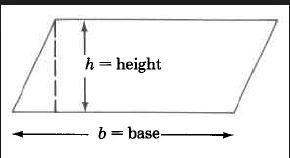 h = height
b = base